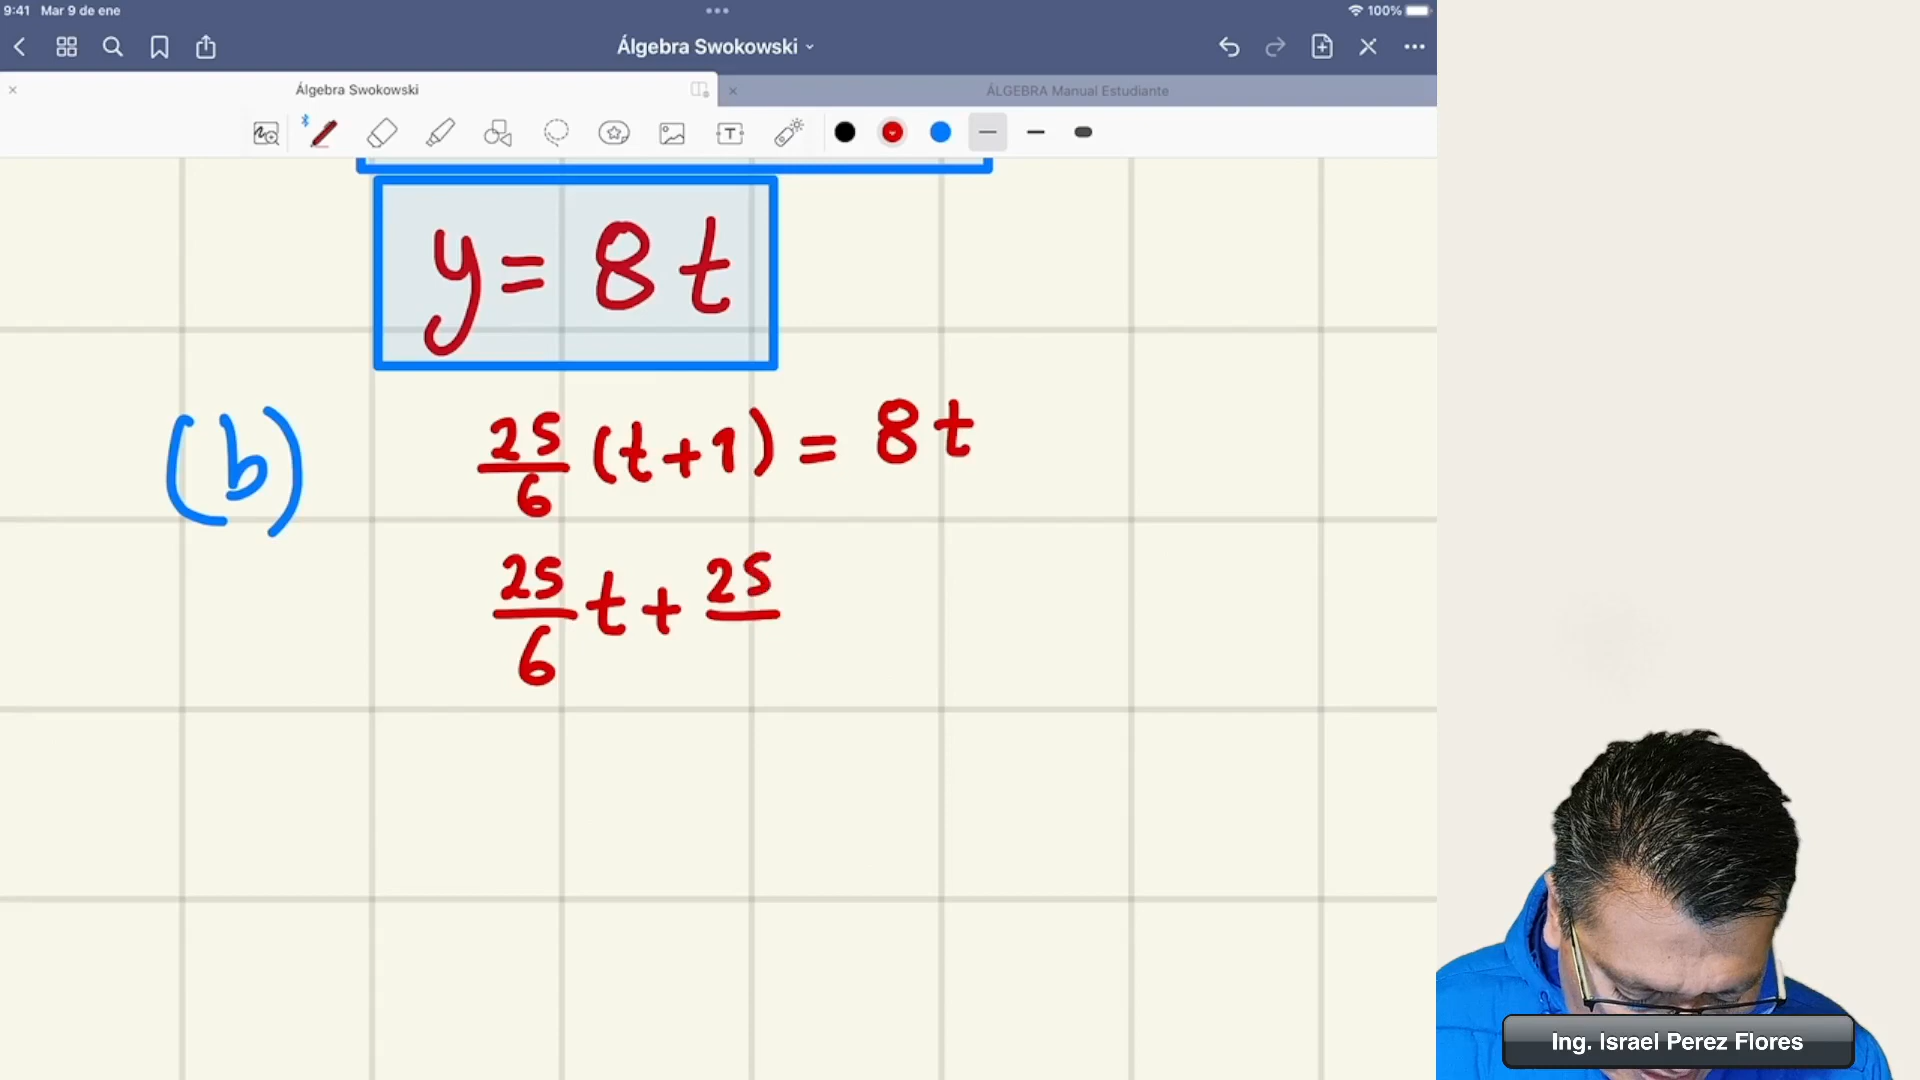 9:41 Mar 9 de ene 100%
Álgebra Swokowski
Álgebra Swokowski ÁLGEBRA Manual Estudiante
T
y = 8t
(b) 25/6 (t+1) = 8t
25/6 t + 25/
Ing. Israel Perez Flores